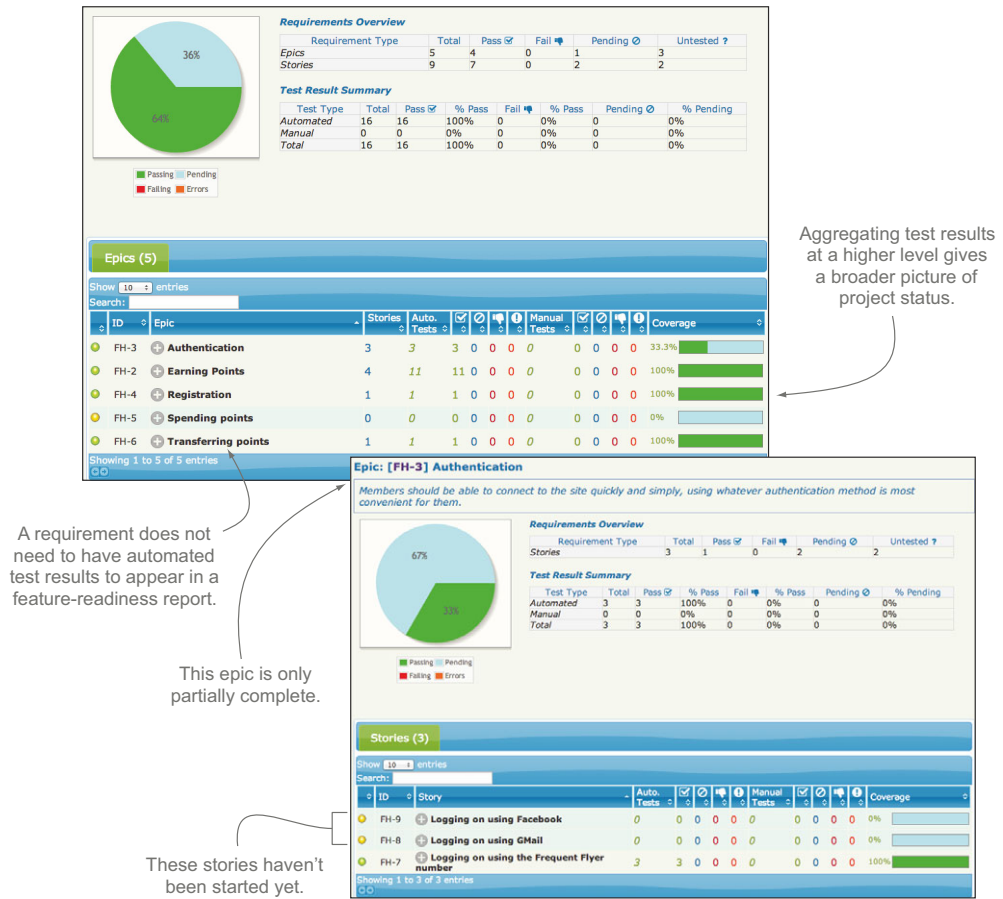 Requirements Overview
Requirement Type Total Pass Fail Pending Untested ?
Epics 5 4 0 1 3
Stories 9 7 0 2 2
Test Result Summary
Test Type Total Pass % Pass Fail % Pass Pending % Pending
Automated 16 16 100% 0 0% 0 0%
Manual 0 0 0% 0 0% 0 0%
Total 16 16 100% 0 0% 0 0%
36%
64%
Passing Pending
Failing Errors
Epics (5)
Show 10 entries
Search:
ID Epic Stories Auto. Tests Manual Tests Coverage
FH-3 Authentication 3 3 3 0 0 0 0 0 0 0 0 33.3%
FH-2 Earning Points 4 11 11 0 0 0 0 0 0 0 0 100%
FH-4 Registration 1 1 1 0 0 0 0 0 0 0 0 100%
FH-5 Spending points 0 0 0 0 0 0 0 0 0 0 0 0%
FH-6 Transferring points 1 1 1 0 0 0 0 0 0 0 0 100%
Showing 1 to 5 of 5 entries
Aggregating test results
at a higher level gives
a broader picture of
project status.
A requirement does not
need to have automated
test results to appear in a
feature-readiness report.
This epic is only
partially complete.
Epic: [FH-3] Authentication
Members should be able to connect to the site quickly and simply, using whatever authentication method is most
convenient for them.
67%
33%
Passing Pending
Failing Errors
Requirements Overview
Requirement Type Total Pass Fail Pending Untested ?
Stories 3 1 0 2 2
Test Result Summary
Test Type Total Pass % Pass Fail % Pass Pending % Pending
Automated 3 3 100% 0 0% 0 0%
Manual 0 0 0% 0 0% 0 0%
Total 3 3 100% 0 0% 0 0%
Stories (3)
Show 10 entries
Search:
ID Story Auto. Tests Manual Tests Coverage
FH-9 Logging on using Facebook 0 0 0 0 0 0 0 0 0 0 0%
FH-8 Logging on using GMail 0 0 0 0 0 0 0 0 0 0 0%
FH-7 Logging on using the Frequent Flyer
number 3 3 0 0 0 0 0 0 0 0 100%
Showing 1 to 3 of 3 entries
These stories haven't
been started yet.